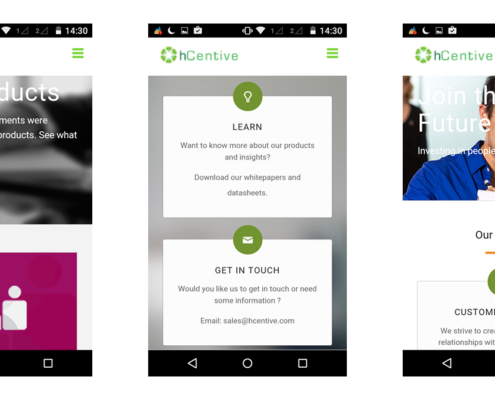 14:30
ducts
ments were
products. See what
14:30
hCentive
LEARN
Want to know more about our products
and insights?
Download our whitepapers and
datasheets.
GET IN TOUCH
Would you like us to get in touch or need
some information ?
Email: sales@hcentive.com
hCentive
Join th
Future
Investing in people
Our
CUSTOME
We strive to crea
relationships with